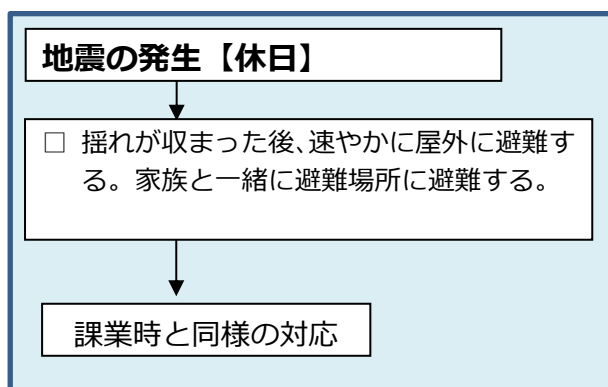 地震の発生【休日】
□ 揺れが収まった後、速やかに屋外に避難す
る。家族と一緒に避難場所に避難する。
課業時と同様の対応